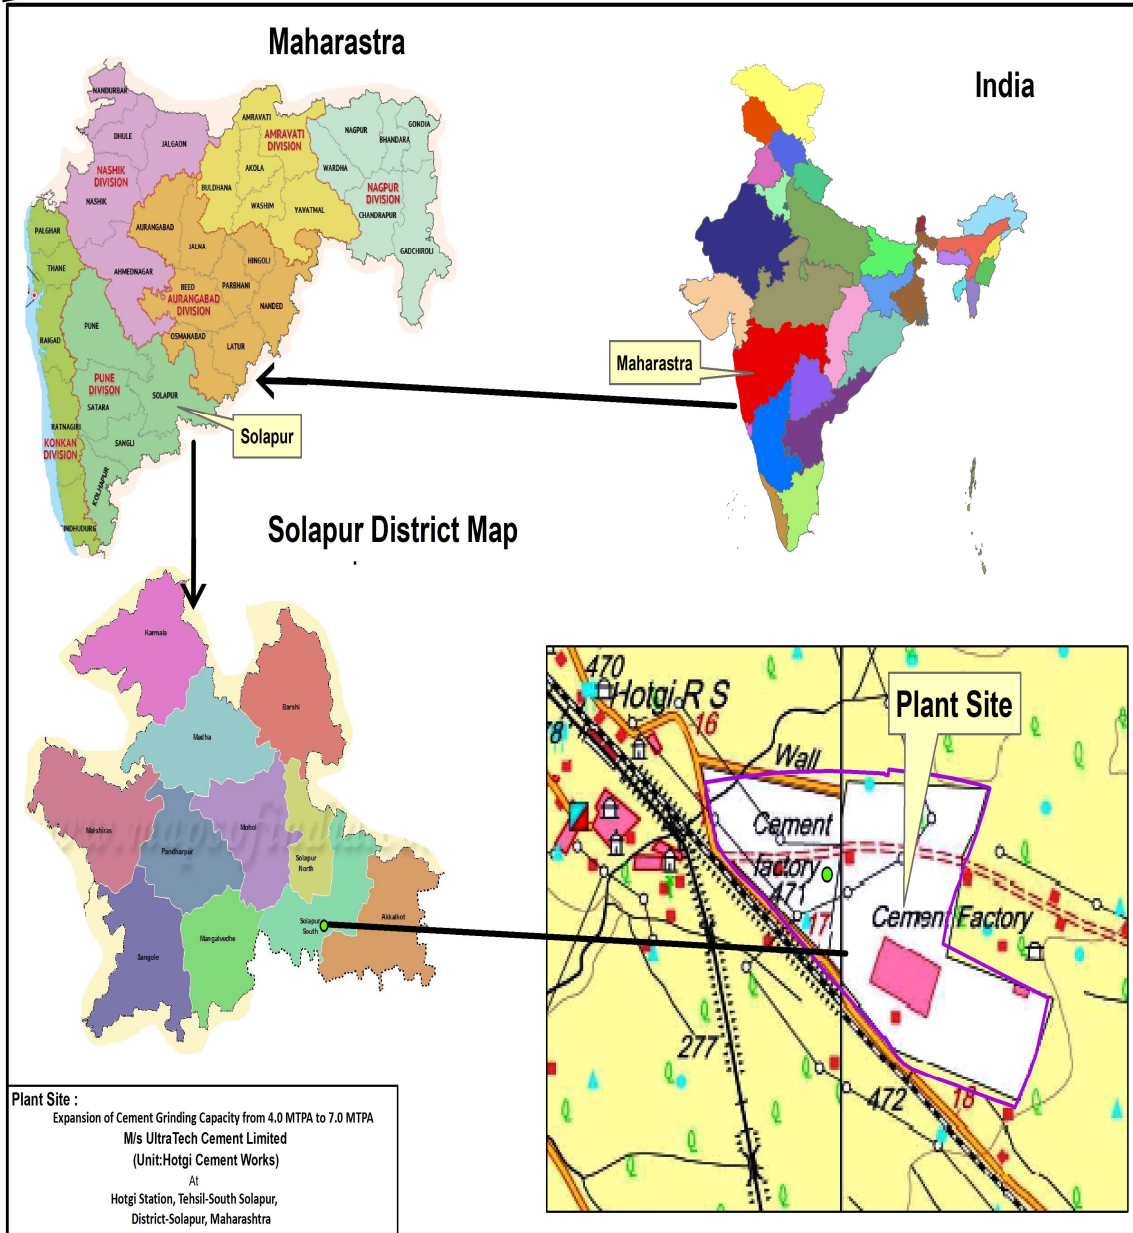 Maharastra
India
NANDURBAR
DHULE
JALGAON
NASHIK
DIVISION
NASHIK
AMRAVATI
AMRAVATI
DIVISION
AKOLA
BULDHANA
WASHIM
YAVATMAL
NAGPUR
GONDIA
BHANDARA
WARDHA
NAGPUR
DIVISION
CHANDRAPUR
GADCHIROLI
PALGHAR
THANE
AURANGABAD
JALNA
HINGOLI
AHMEDNAGAR
BEED
PARBHANI
AURANGABAD
DIVISION
NANDED
OSMANABAD
LATUR
PUNE
RAIGAD
PUNE
DIVISON
SATARA
SOLAPUR
RATNAGIRI
KONKAN
DIVISION
SANGLI
KOLHAPUR
INDHUDURG
Solapur
Maharastra
Solapur District Map
Karmala
Barshi
Madha
Malshiras
Pandharpur
Mohol
Solapur
North
Solapur
South
Akkalkot
Mangalvedhe
Sangole
470
Hotgi R S
16
78
Wall
Plant Site
Cement
factory
471
17
Cement Factory
277
472
18
Plant Site :
Expansion of Cement Grinding Capacity from 4.0 MTPA to 7.0 MTPA
M/s UltraTech Cement Limited
(Unit:Hotgi Cement Works)
At
Hotgi Station, Tehsil-South Solapur,
District-Solapur, Maharashtra